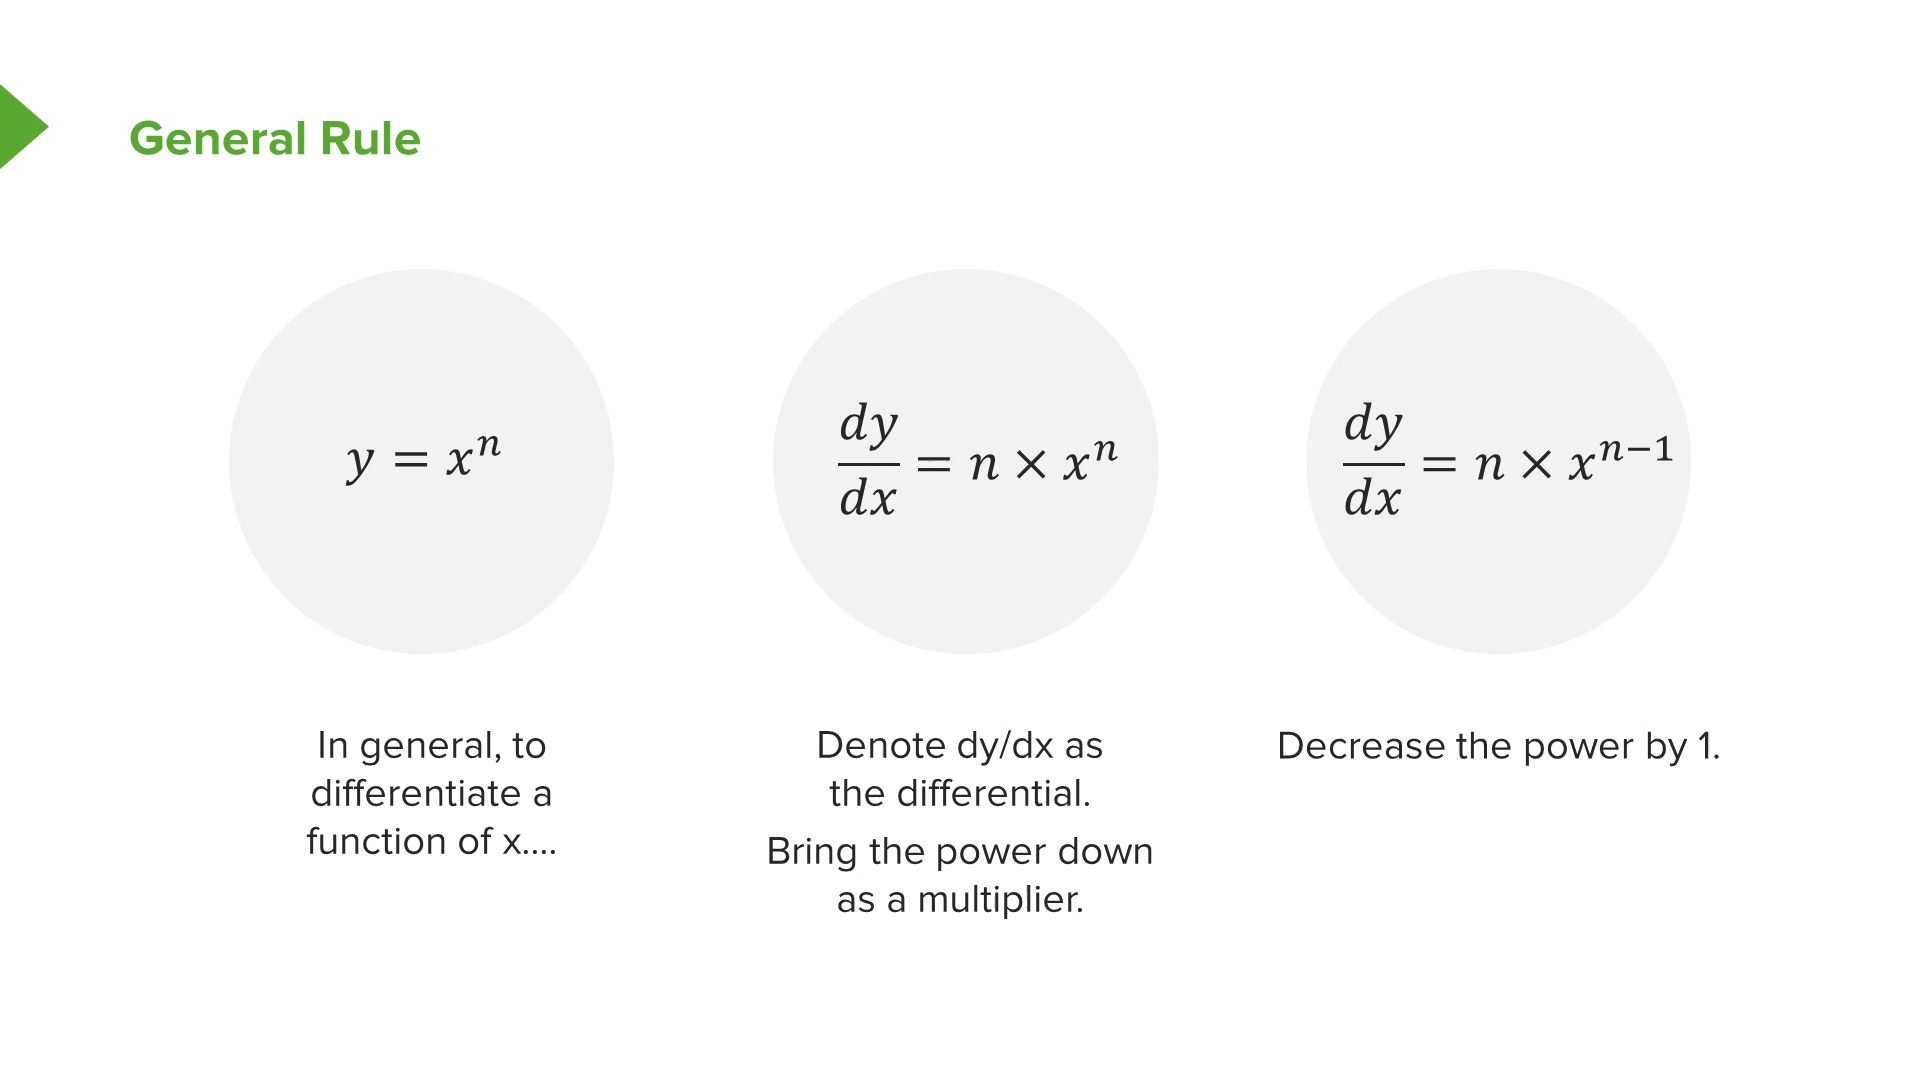 General Rule
y = xⁿ
dy/dx = n × xⁿ
dy/dx = n × xⁿ⁻¹
In general, to
differentiate a
function of x....
Denote dy/dx as
the differential.
Bring the power down
as a multiplier.
Decrease the power by 1.